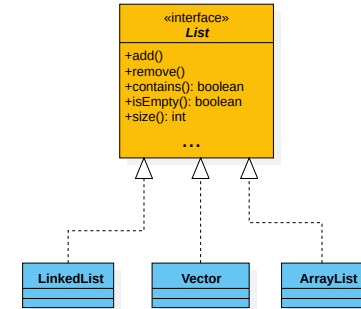 «interface»
List
+add()
+remove()
+contains(): boolean
+isEmpty(): boolean
+size(): int
...
LinkedList
Vector
ArrayList